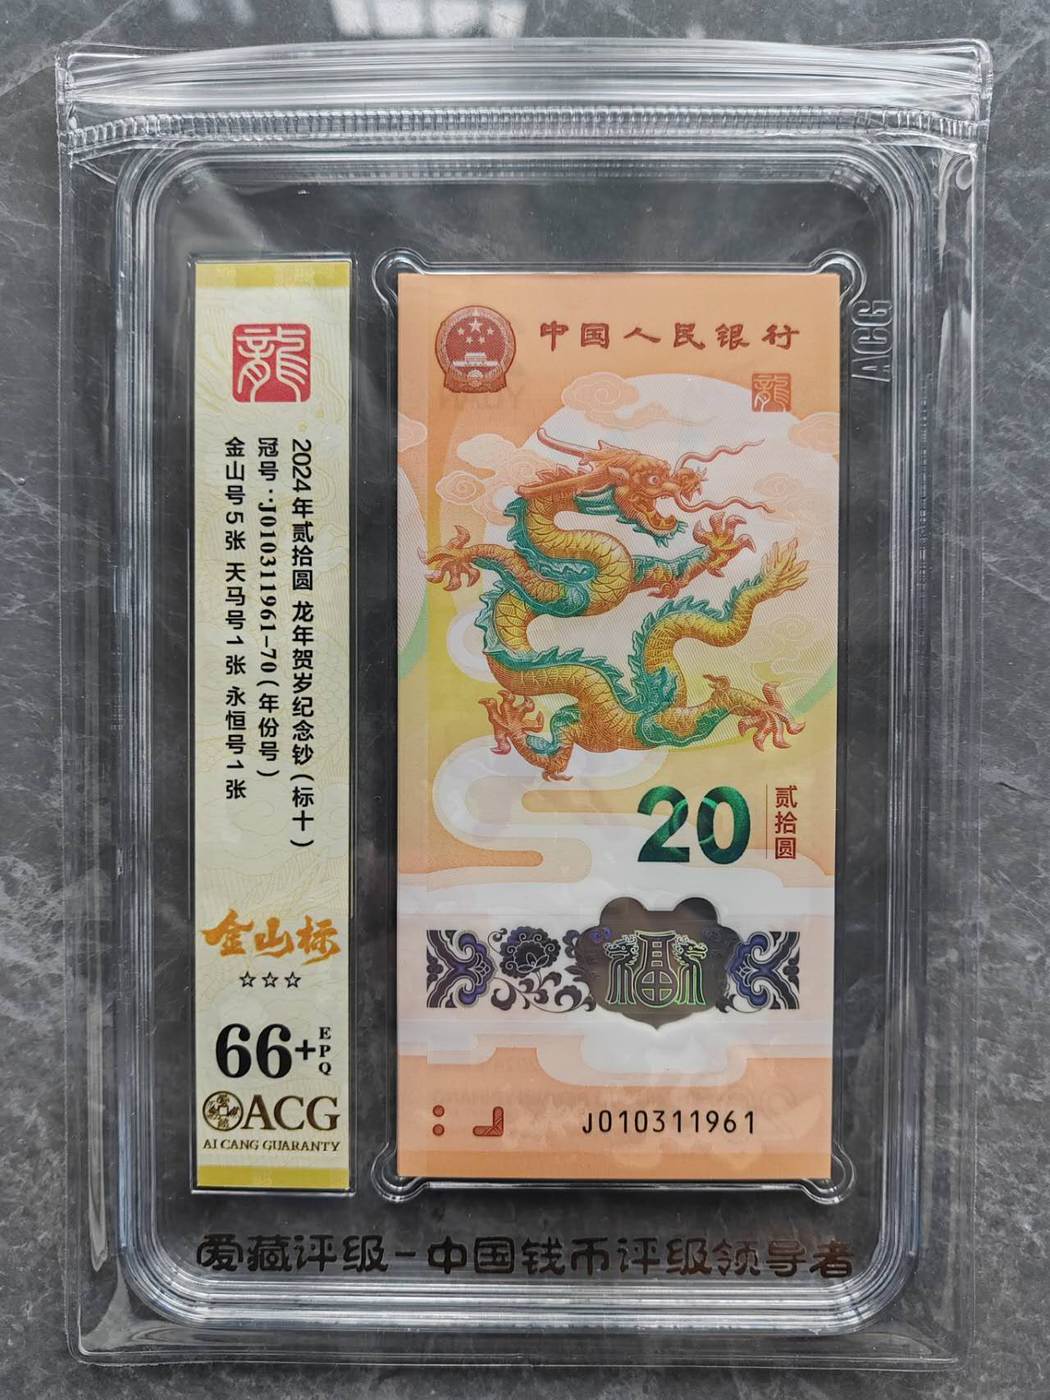 龍
2024年贰拾圆 龙年贺岁纪念钞(标十)
冠号:J010311961-70(年份号)
金山号5张 天马号1张 永恒号1张
金山标
☆☆☆
66+EPQ
ACG
AI CANG GUARANTY
中国人民银行
龍
20
贰拾圆
福
J010311961
ACG
爱藏评级-中国钱币评级领导者